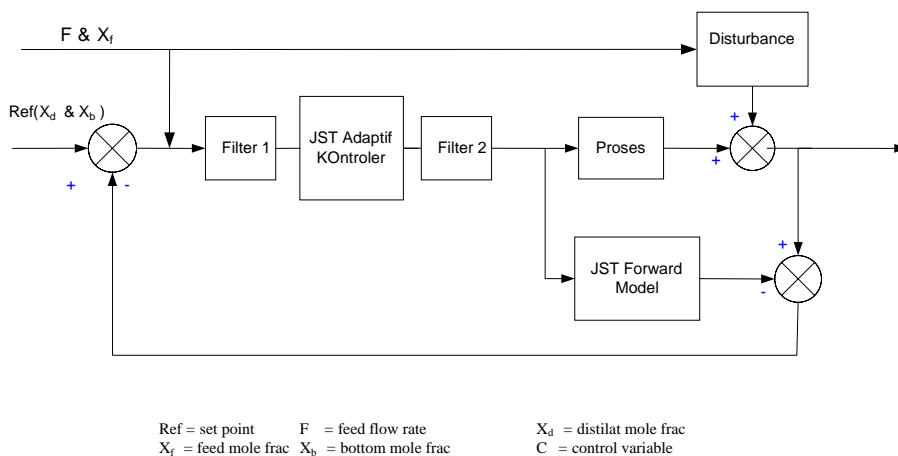 F & Xf
Disturbance
Ref(Xd & Xb )
+
-
Filter 1
JST Adaptif
KOntroler
Filter 2
Proses
+
+
JST Forward
Model
+
-
Ref = set point F = feed flow rate Xd = distilat mole frac
Xf = feed mole frac Xb = bottom mole frac C = control variable